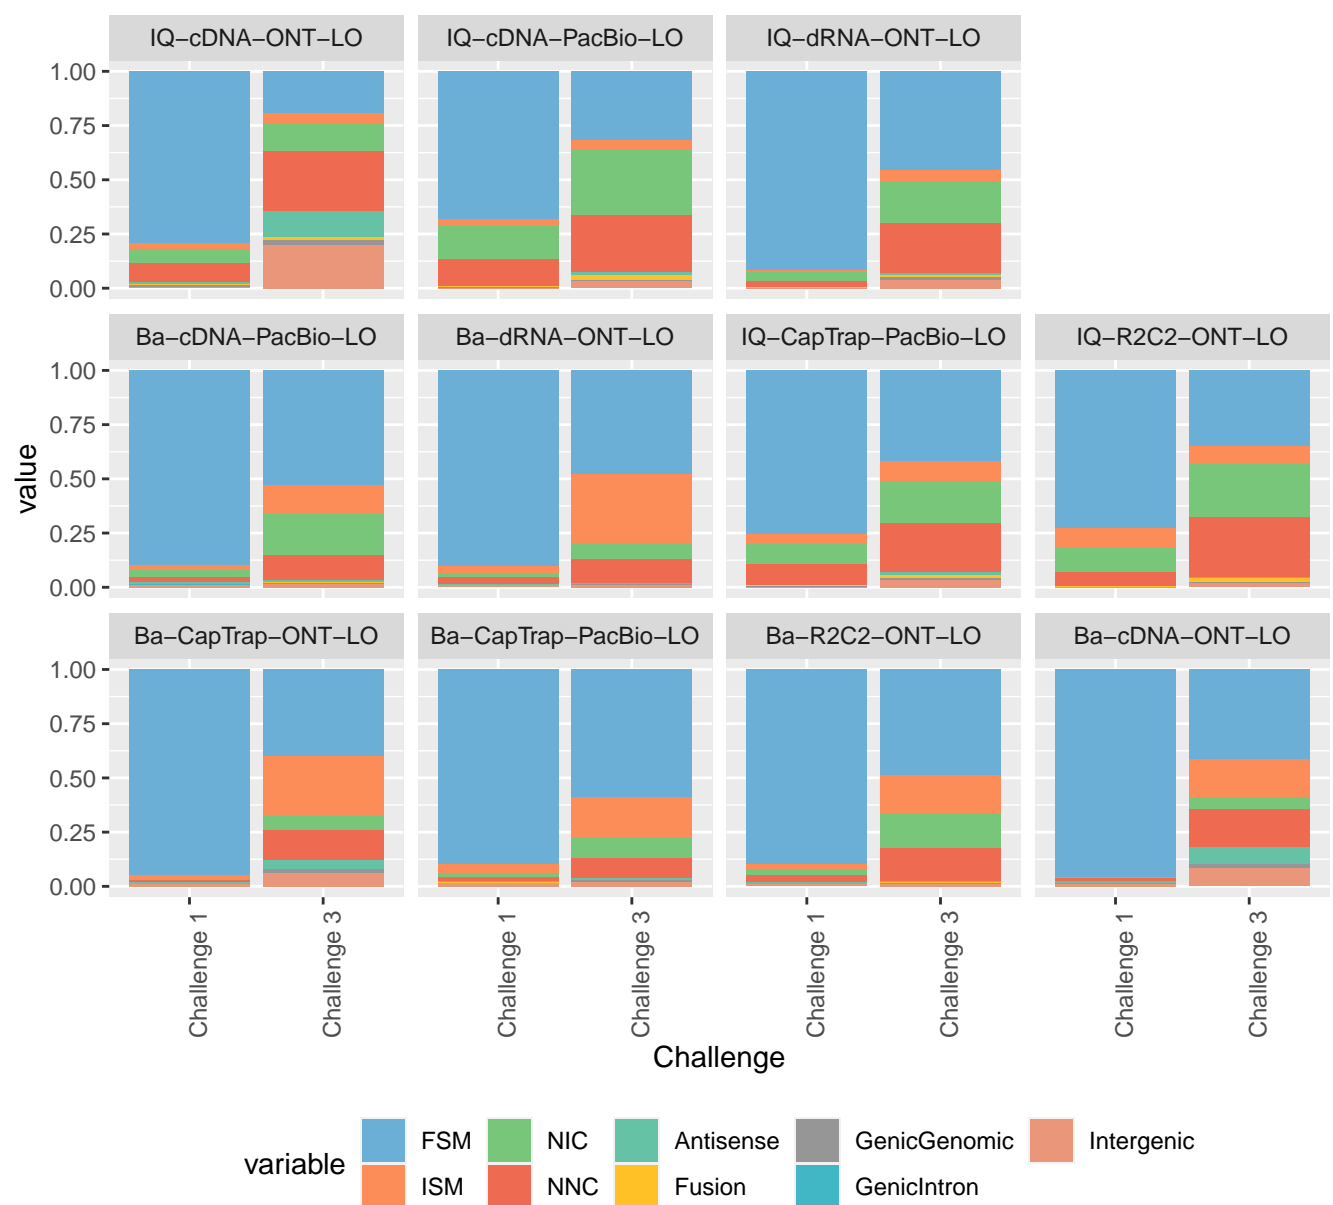 IQ−cDNA−ONT−LO IQ−cDNA−PacBio−LO IQ−dRNA−ONT−LO
1.00
0.75
0.50
0.25
0.00
Ba−cDNA−PacBio−LO Ba−dRNA−ONT−LO IQ−CapTrap−PacBio−LO IQ−R2C2−ONT−LO
1.00
0.75
0.50
0.25
0.00
value
Ba−CapTrap−ONT−LO Ba−CapTrap−PacBio−LO Ba−R2C2−ONT−LO Ba−cDNA−ONT−LO
1.00
0.75
0.50
0.25
0.00
Challenge 1 Challenge 3 Challenge 1 Challenge 3 Challenge 1 Challenge 3 Challenge 1 Challenge 3
Challenge
variable
FSM NIC Antisense GenicGenomic Intergenic
ISM NNC Fusion GenicIntron